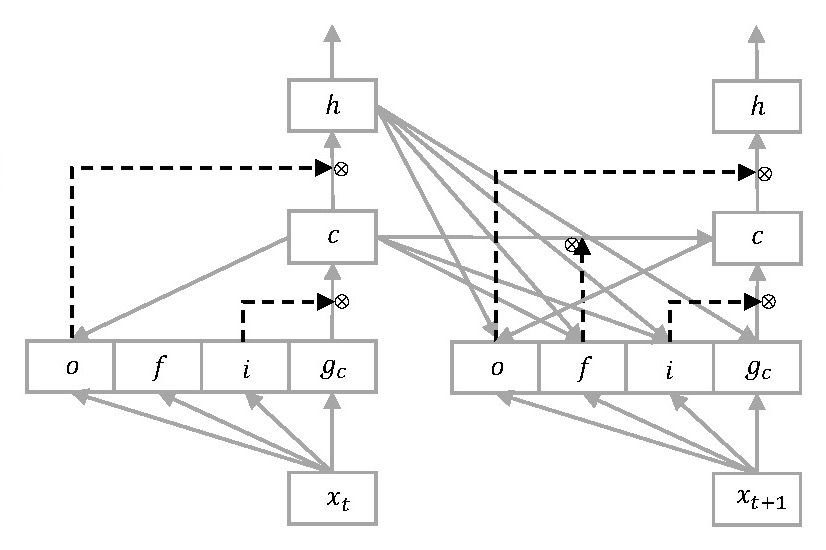 h h
⊗ ⊗
c ⊗ c
⊗ ⊗
o f i g_c o f i g_c
x_t x_{t+1}